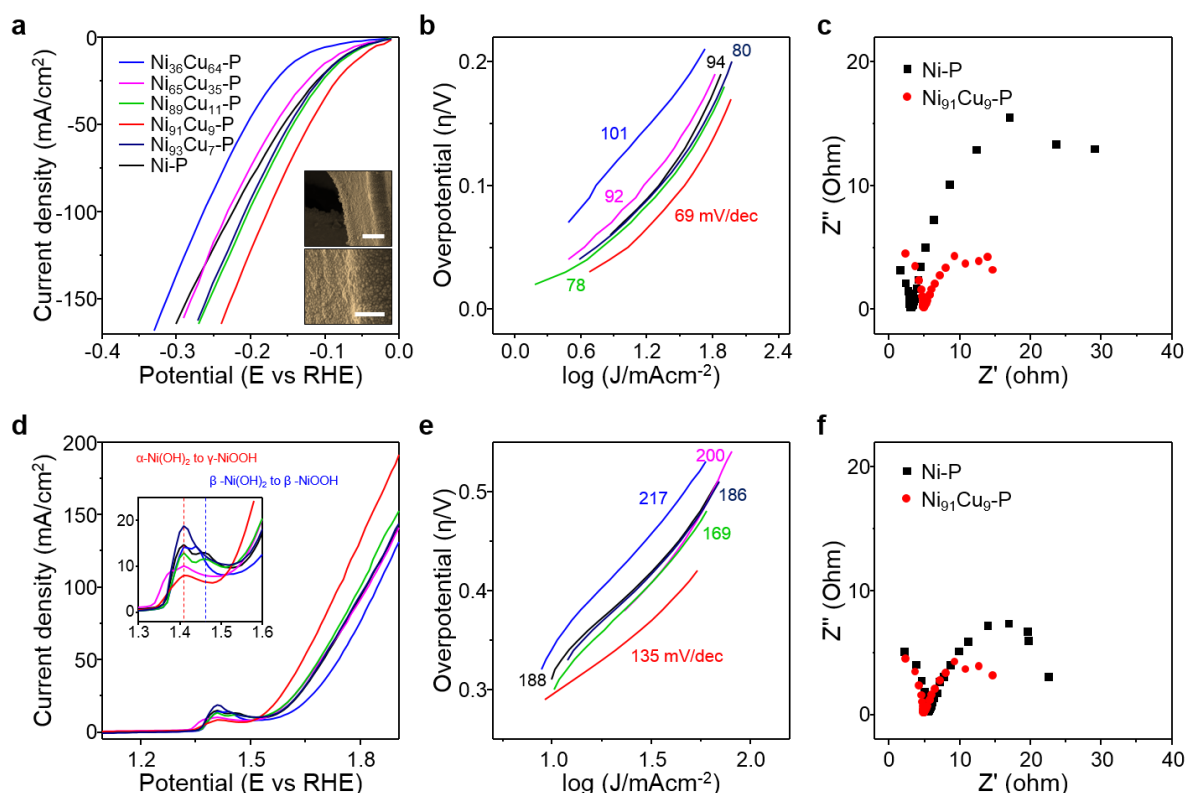 a
0
-50
-100
-150
Current density (mA/cm²)
Ni₃₆Cu₆₄-P
Ni₆₅Cu₃₅-P
Ni₈₉Cu₁₁-P
Ni₉₁Cu₉-P
Ni₉₃Cu₇-P
Ni-P
-0.4 -0.3 -0.2 -0.1 0.0
Potential (E vs RHE)
b
0.2
0.1
0.0
Overpotential (η/V)
80
94
101
92
69 mV/dec
78
0.0 0.6 1.2 1.8 2.4
log (J/mAcm⁻²)
c
20
10
0
Z'' (Ohm)
Ni-P
Ni₉₁Cu₉-P
0 10 20 30 40
Z' (ohm)
d
200
150
100
50
0
Current density (mA/cm²)
α-Ni(OH)₂ to γ-NiOOH
β -Ni(OH)₂ to β -NiOOH
20
10
0
1.3 1.4 1.5 1.6
1.2 1.5 1.8
Potential (E vs RHE)
e
0.5
0.4
0.3
Overpotential (η/V)
200
217
186
169
135 mV/dec
188
1.0 1.5 2.0
log (J/mAcm⁻²)
f
20
10
0
Z'' (Ohm)
Ni-P
Ni₉₁Cu₉-P
0 10 20 30 40
Z' (ohm)